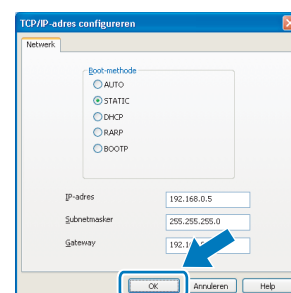 TCP/IP-adres configureren
Netwerk
Boot-methode
AUTO
STATIC
DHCP
RARP
BOOTP
IP-adres 192.168.0.5
Subnetmasker 255.255.255.0
Gateway
OK Annuleren Help